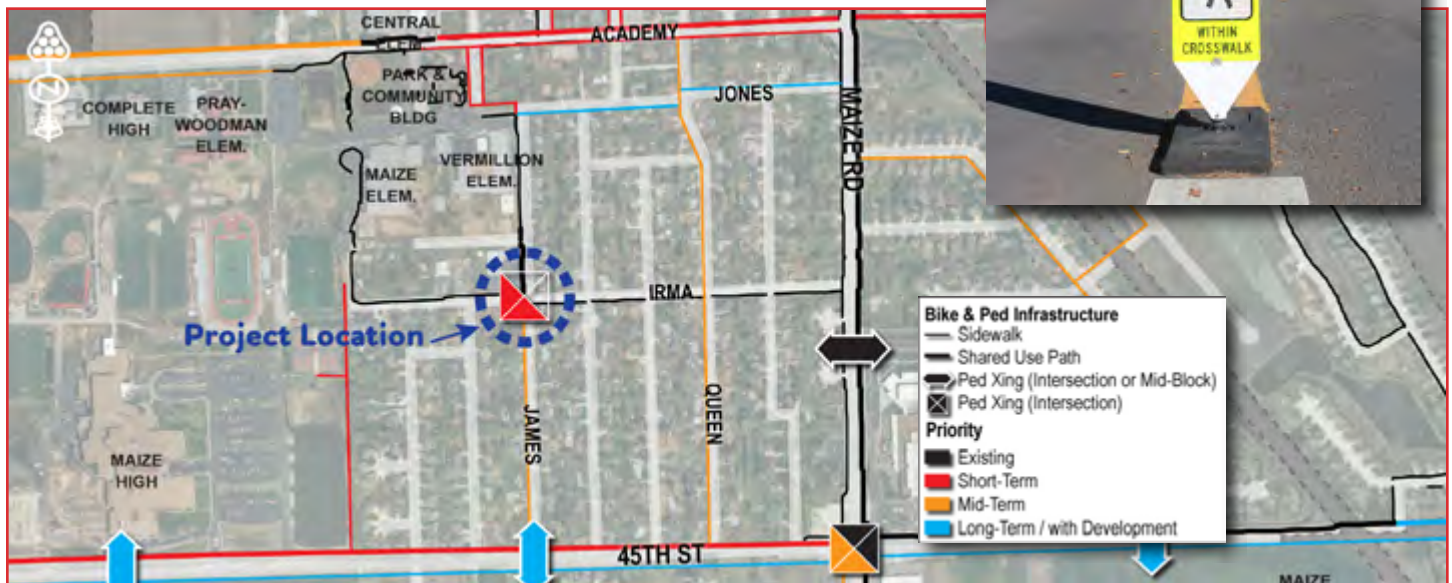 CENTRAL
ELEM.
ACADEMY
PARK &
COMMUNITY
BLDG
JONES
MAIZE RD
N
COMPLETE
HIGH
PRAY-
WOODMAN
ELEM.
MAIZE
ELEM.
VERMILLION
ELEM.
IRMA
Project Location
JAMES
QUEEN
MAIZE
HIGH
45TH ST
MAIZE
WITHIN
CROSSWALK
Bike & Ped Infrastructure
Sidewalk
Shared Use Path
Ped Xing (Intersection or Mid-Block)
Ped Xing (Intersection)
Priority
Existing
Short-Term
Mid-Term
Long-Term / with Development